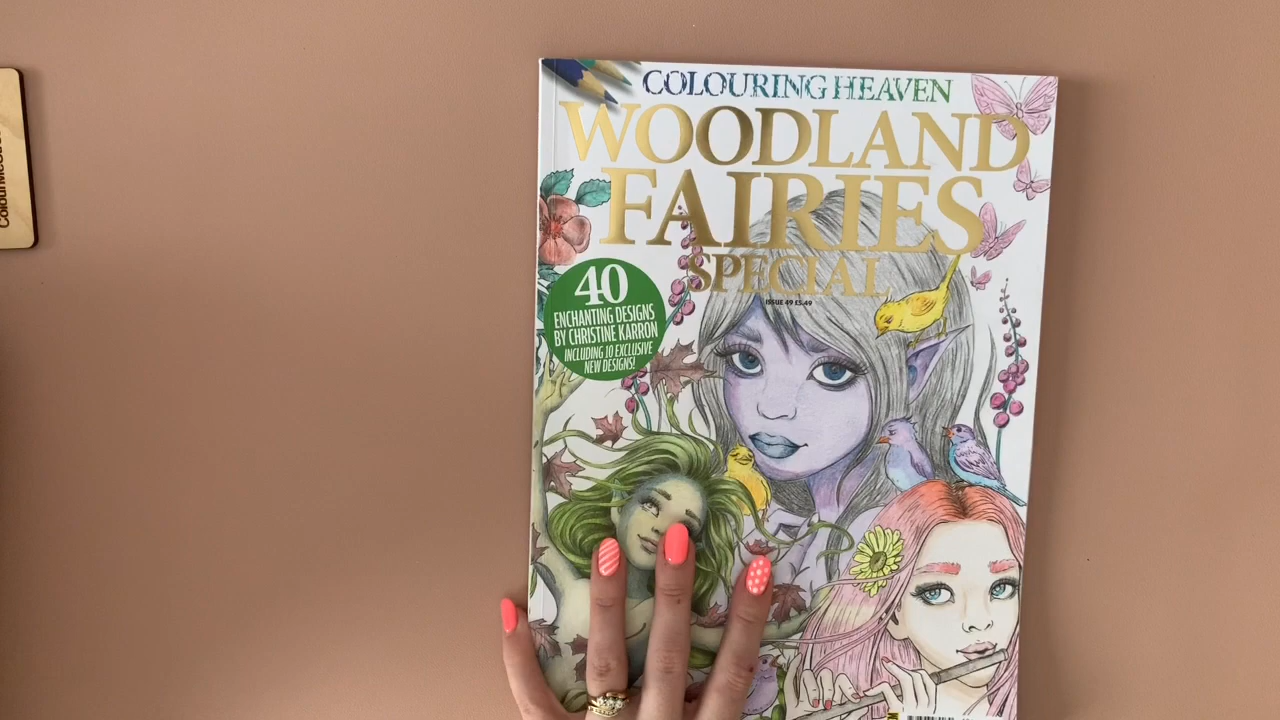 COLOURING HEAVEN
WOODLAND
FAIRIES
SPECIAL
ISSUE 49 £5.49
40
ENCHANTING DESIGNS
BY CHRISTINE KARRON
INCLUDING 10 EXCLUSIVE
NEW DESIGNS!